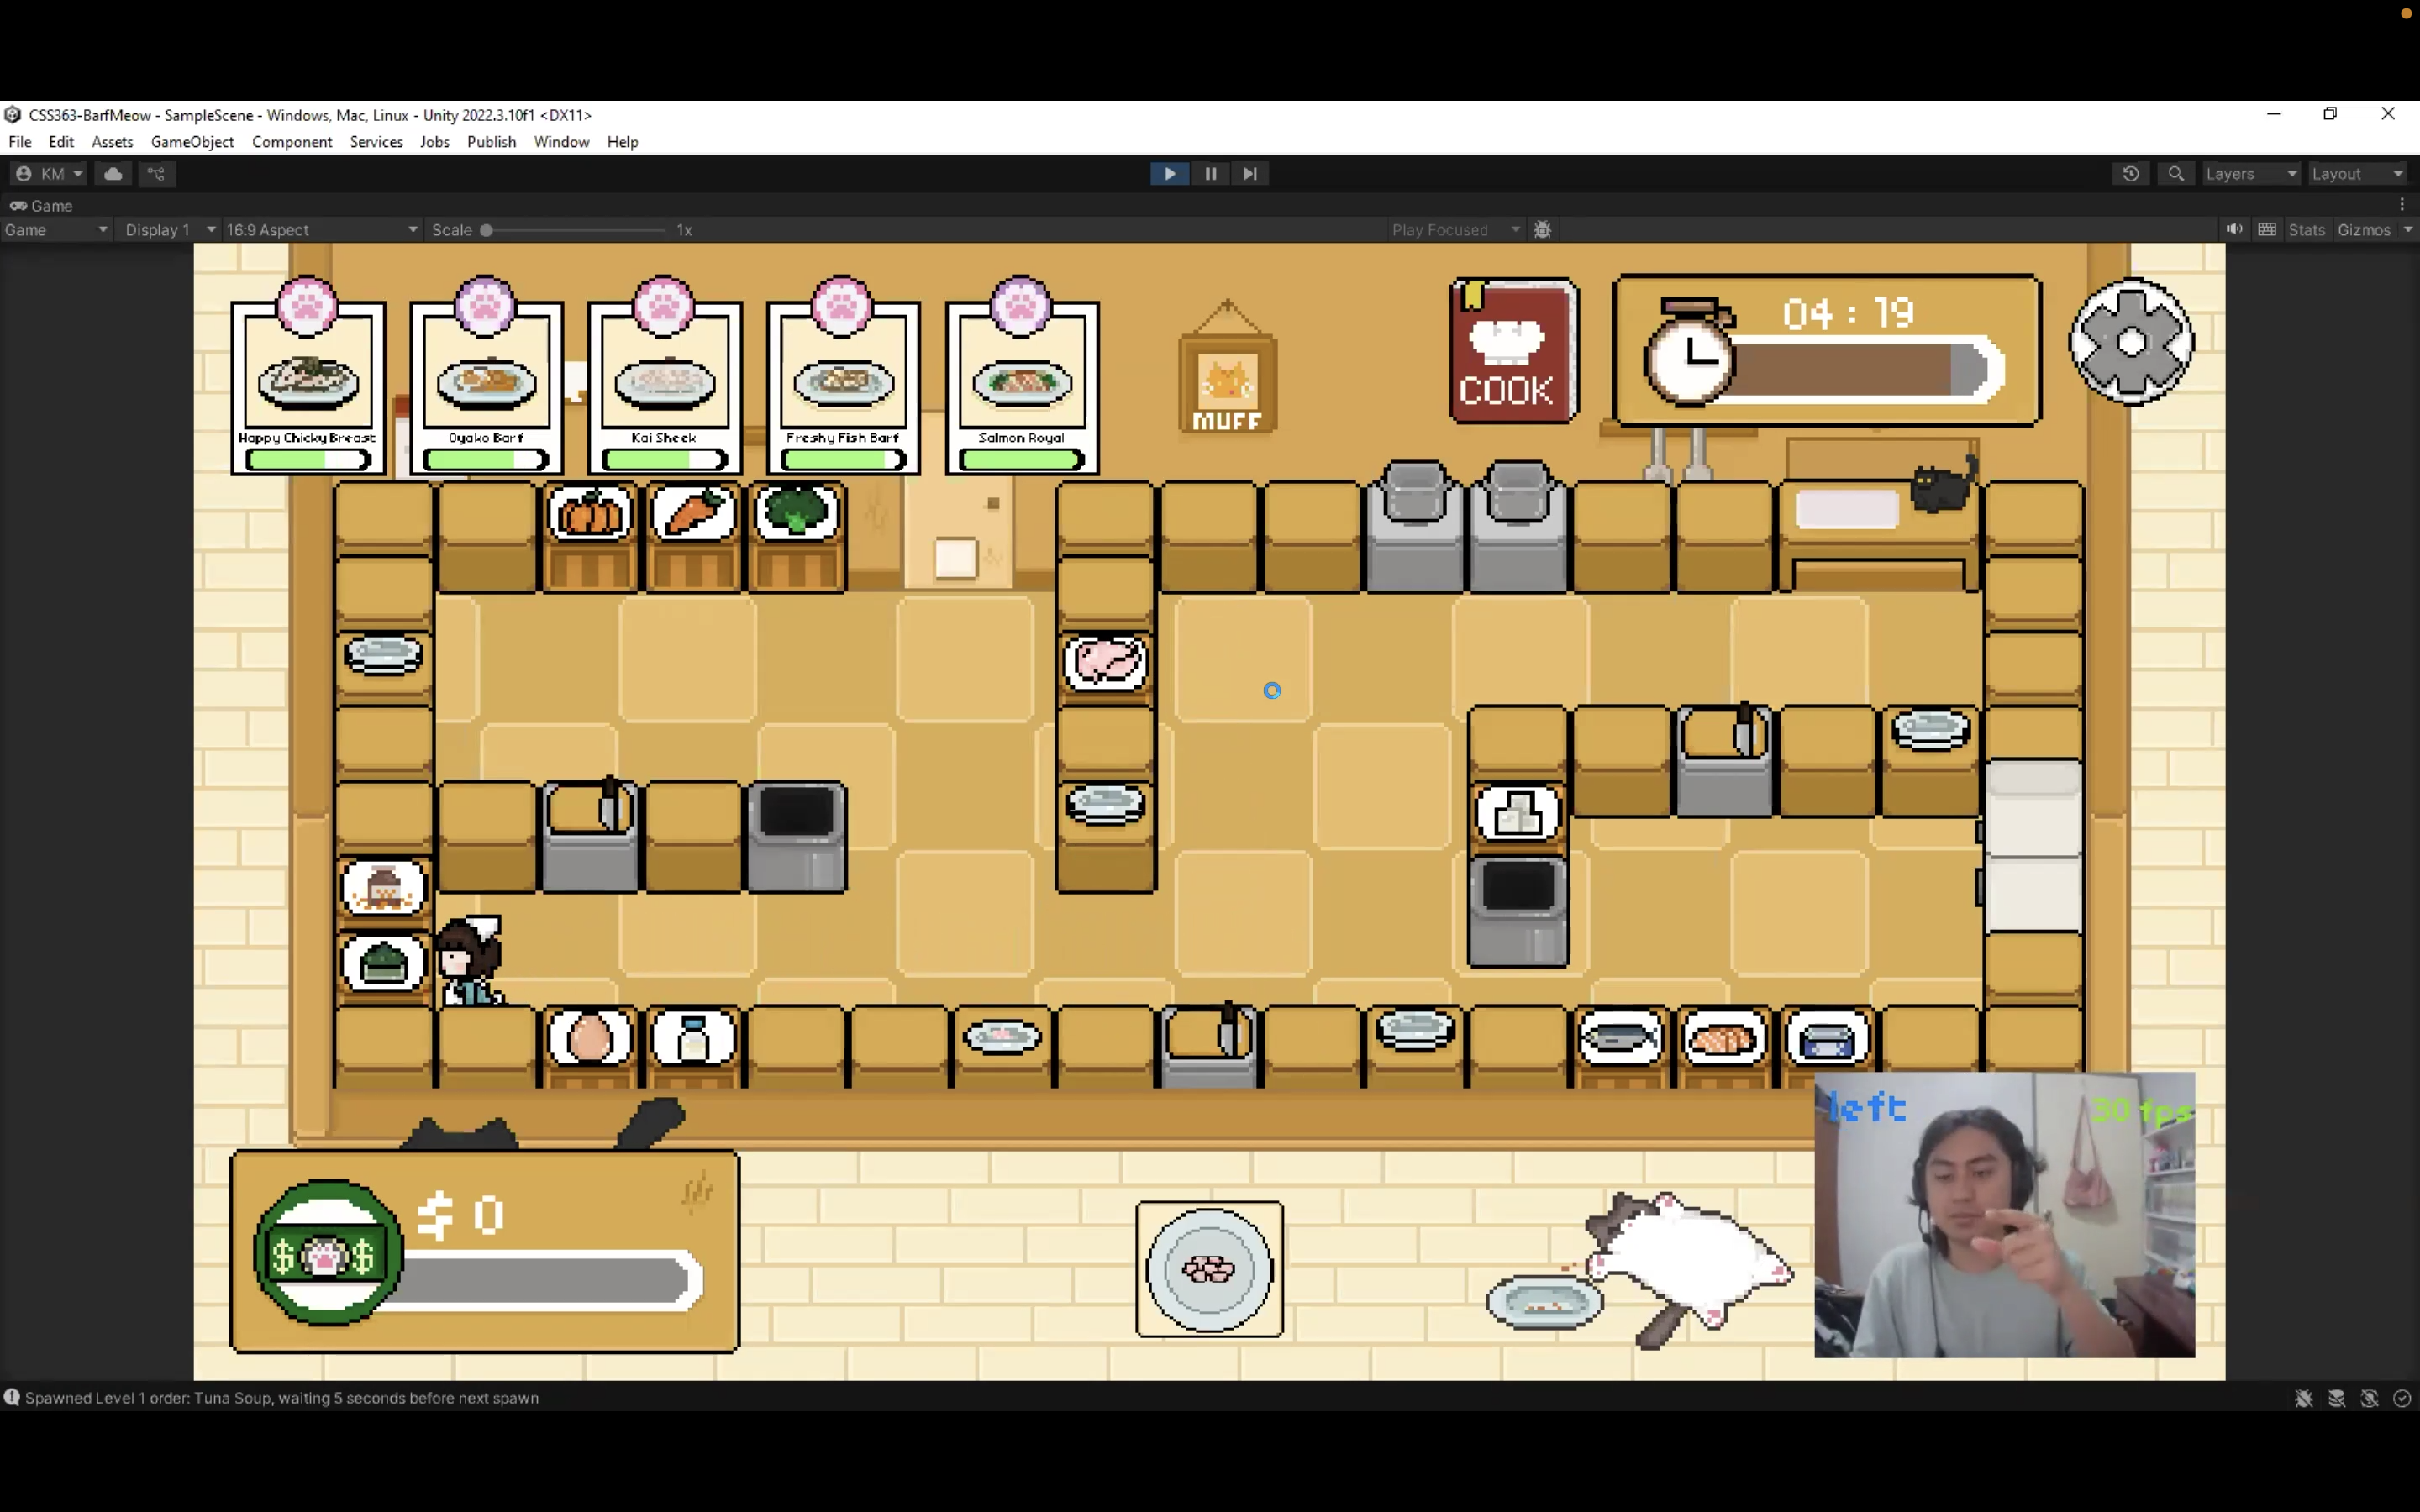 CSS363-BarfMeow - SampleScene - Windows, Mac, Linux - Unity 2022.3.10f1 <DX11>
File Edit Assets GameObject Component Services Jobs Publish Window Help
KM Layers Layout
Game
Game Display 1 16:9 Aspect Scale 1x Play Focused Stats Gizmos
04 : 19
COOK
MUFF
Happy Chicky Breast
Oyako Barf
Kai Sheek
Freshy Fish Barf
Salmon Royal
left
30 fps
$ 0
$ $
Spawned Level 1 order: Tuna Soup, waiting 5 seconds before next spawn